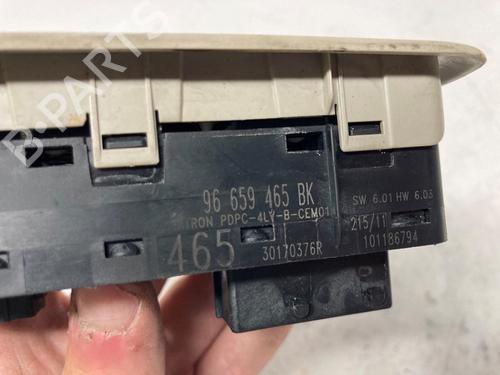 B-PARTS
96 659 465 BK
TRON PDPC-4LY-B-CEM01
465
30170376R
SW 6.01 HW 6.03
215/11
101186794